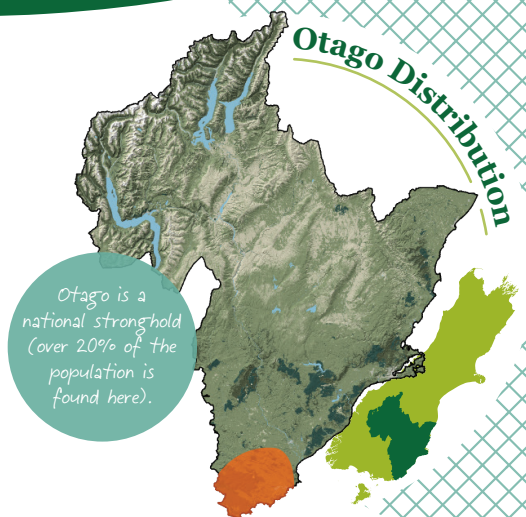 Otago Distribution
Otago is a
national stronghold
(over 20% of the
population is
found here).